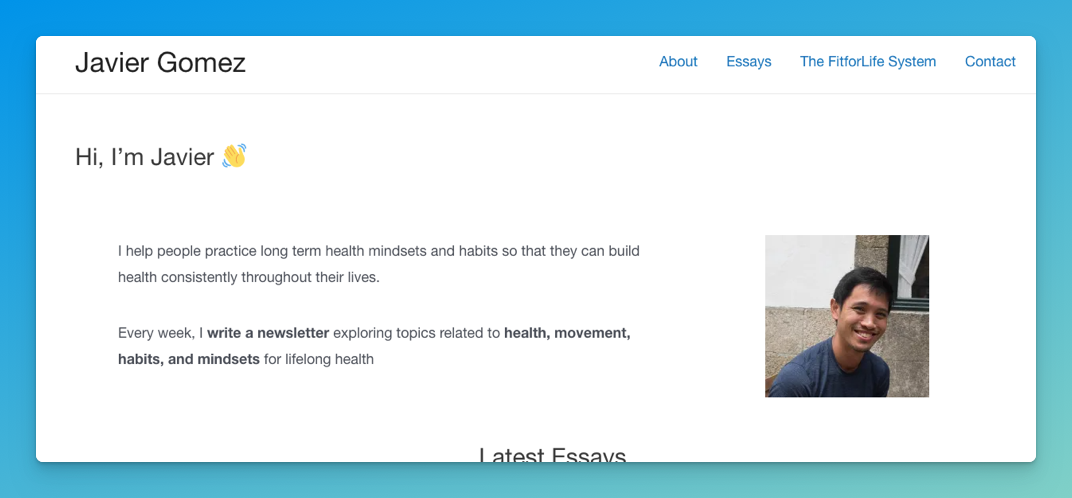 Javier Gomez
About Essays The FitforLife System Contact
Hi, I’m Javier 👋
I help people practice long term health mindsets and habits so that they can build
health consistently throughout their lives.
Every week, I write a newsletter exploring topics related to health, movement,
habits, and mindsets for lifelong health
Latest Essays